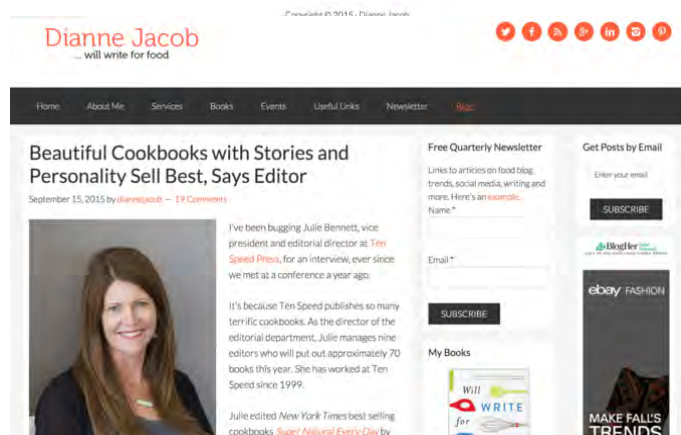 Copyright © 2015 · Dianne Jacob
Dianne Jacob
... will write for food
Home About Me Services Books Events Useful Links Newsletter Blog
Beautiful Cookbooks with Stories and
Personality Sell Best, Says Editor
September 15, 2015 by diannejacob — 19 Comments
I've been bugging Julie Bennett, vice
president and editorial director at Ten
Speed Press, for an interview, ever since
we met at a conference a year ago.
It's because Ten Speed publishes so many
terrific cookbooks. As the director of the
editorial department, Julie manages nine
editors who will put out approximately 70
books this year. She has worked at Ten
Speed since 1999.
Julie edited New York Times best selling
cookbooks Super Natural Every Day by
Free Quarterly Newsletter
Links to articles on food blog
trends, social media, writing and
more. Here's an example.
Name *
Email *
SUBSCRIBE
My Books
Will
WRITE
for
Get Posts by Email
Enter your email
SUBSCRIBE
BlogHer
ebay FASHION
MAKE FALL'S
TRENDS